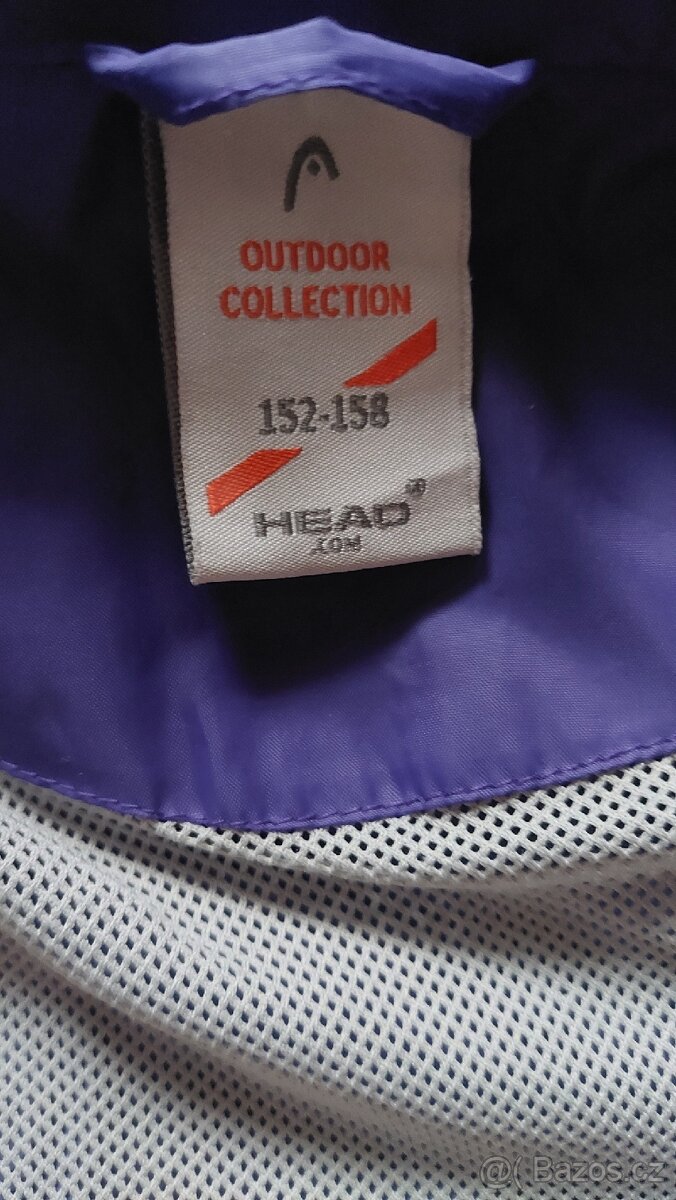 OUTDOOR
COLLECTION
152-158
HEAD®
.COM
@( Bazos.cz